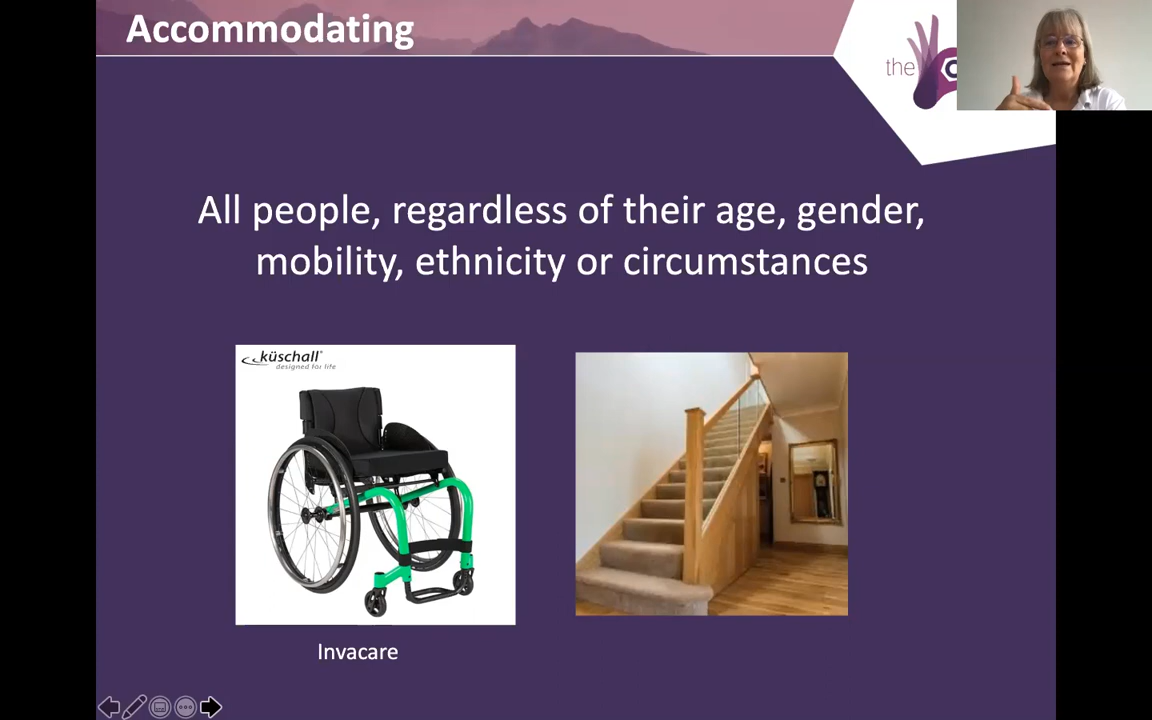 Accommodating
the
All people, regardless of their age, gender,
mobility, ethnicity or circumstances
küschall®
designed for life
Invacare